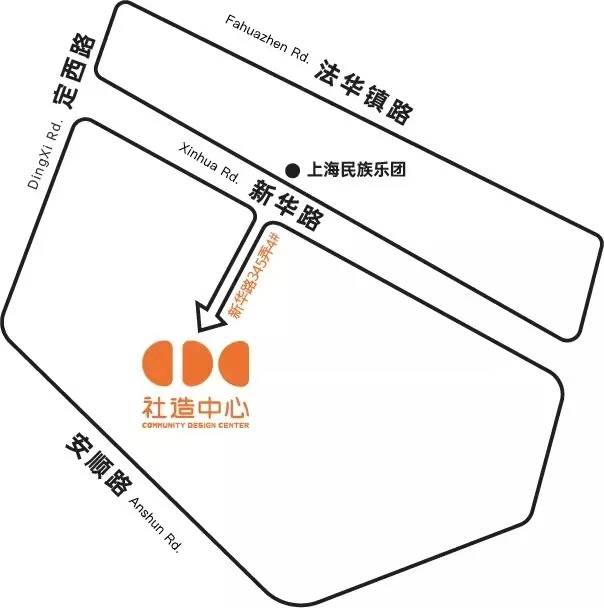 Fahuazhen Rd.
法华镇路
定西路
DingXi Rd.
Xinhua Rd.
新华路
上海民族乐团
新华路345弄4#
社造中心
COMMUNITY DESIGN CENTER
安顺路
Anshun Rd.